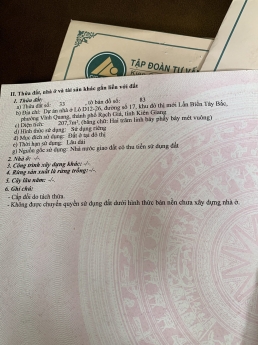 TẬP ĐOÀN TƯ VẤ
II. Thửa đất, nhà ở và tài sản khác gắn liền với đất
1. Thửa đất:
a) Thửa đất số: 33 , tờ bản đồ số: 83
b) Địa chỉ: Dự án nhà ở Lô D12-26, đường số 17, khu đô thị mới Lấn Biển Tây Bắc,
phường Vĩnh Quang, thành phố Rạch Giá, tỉnh Kiên Giang
c) Diện tích: 207,7m², (bằng chữ: Hai trăm linh bảy phẩy bảy mét vuông)
d) Hình thức sử dụng: Sử dụng riêng
đ) Mục đích sử dụng: Đất ở tại đô thị
e) Thời hạn sử dụng: Lâu dài
g) Nguồn gốc sử dụng: Nhà nước giao đất có thu tiền sử dụng đất
2. Nhà ở: -/-.
3. Công trình xây dựng khác: -/-.
4. Rừng sản xuất là rừng trồng: -/-.
5. Cây lâu năm: -/-.
6. Ghi chú:
- Cấp đổi do tách thửa.
- Không được chuyển quyền sử dụng đất dưới hình thức bán nền chưa xây dựng nhà ở.